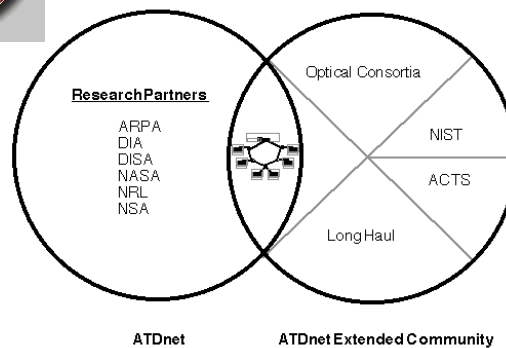 ResearchPartners
ARPA
DIA
DISA
NASA
NRL
NSA
Optical Consortia
NIST
ACTS
LongHaul
ATDnet
ATDnet Extended Community